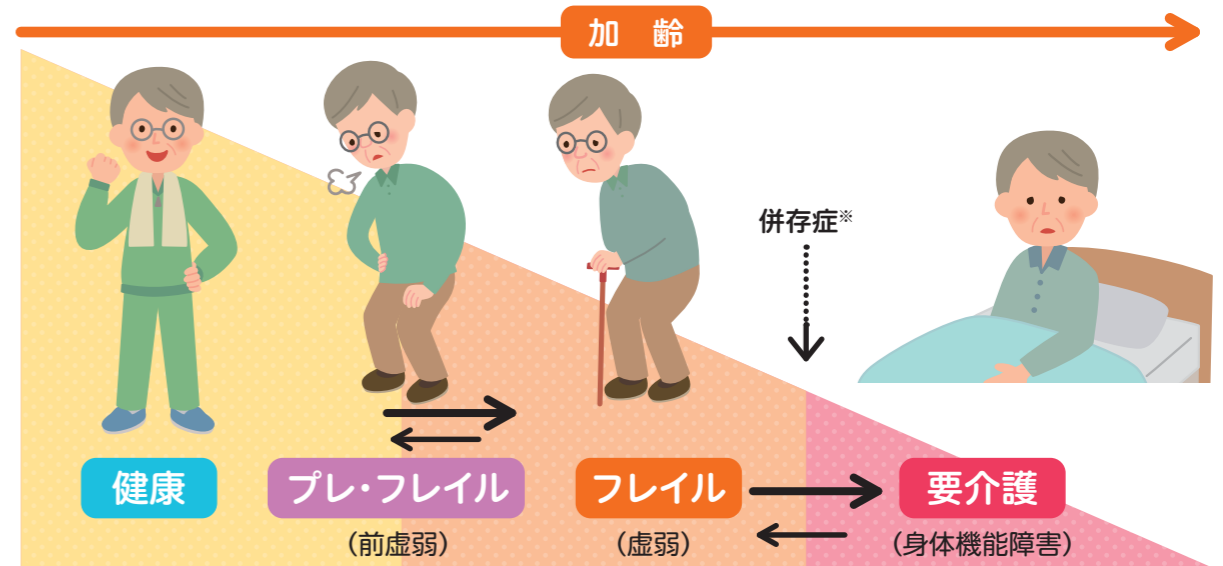 加 齢
併存症※
健康
プレ・フレイル
フレイル
要介護
（前虚弱）
（虚弱）
（身体機能障害）